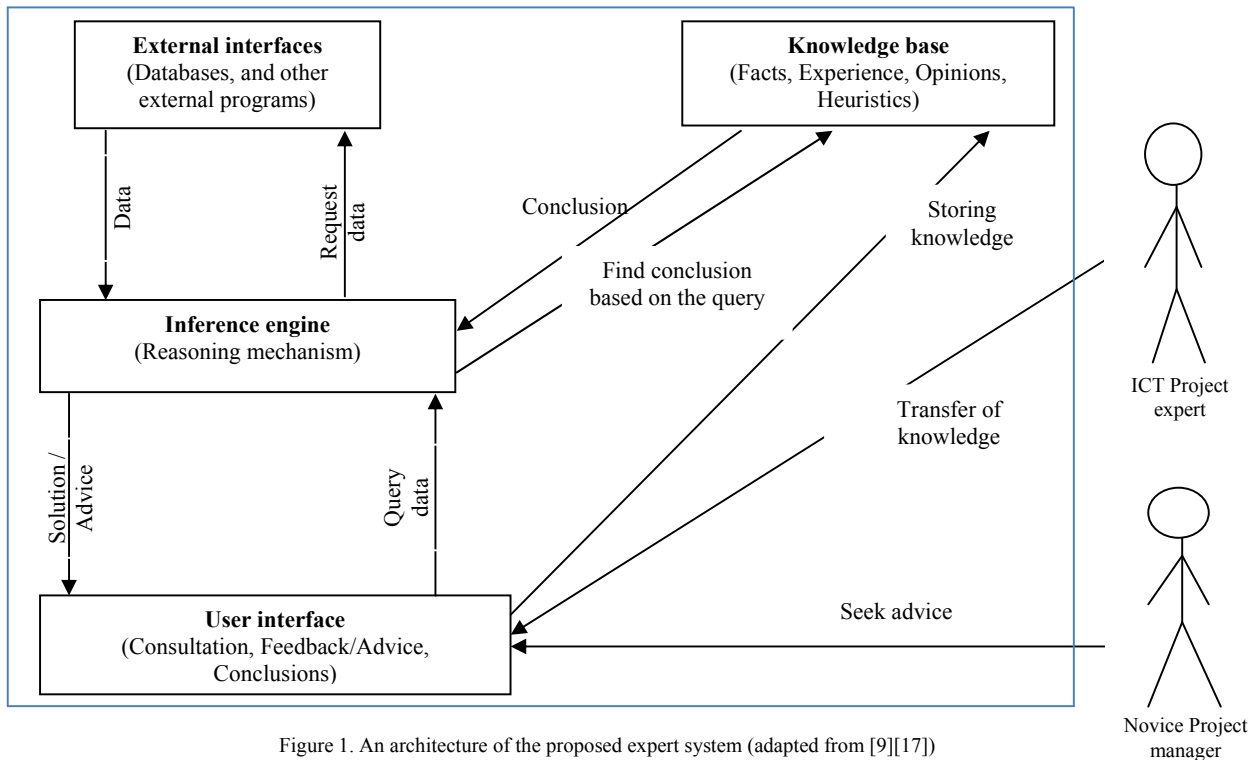 External interfaces
(Databases, and other
external programs)
Knowledge base
(Facts, Experience, Opinions,
Heuristics)
Data
Request
data
Conclusion
Storing
knowledge
Find conclusion
based on the query
Inference engine
(Reasoning mechanism)
ICT Project
expert
Transfer of
knowledge
Solution /
Advice
Query
data
User interface
(Consultation, Feedback/Advice,
Conclusions)
Seek advice
Novice Project
manager
Figure 1. An architecture of the proposed expert system (adapted from [9][17])